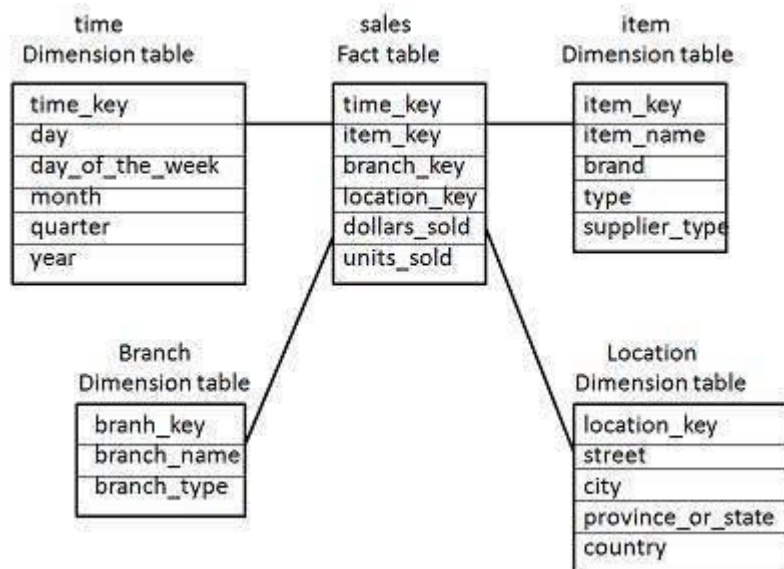 time
Dimension table
time_key
day
day_of_the_week
month
quarter
year
sales
Fact table
time_key
item_key
branch_key
location_key
dollars_sold
units_sold
item
Dimension table
item_key
item_name
brand
type
supplier_type
Branch
Dimension table
branh_key
branch_name
branch_type
Location
Dimension table
location_key
street
city
province_or_state
country